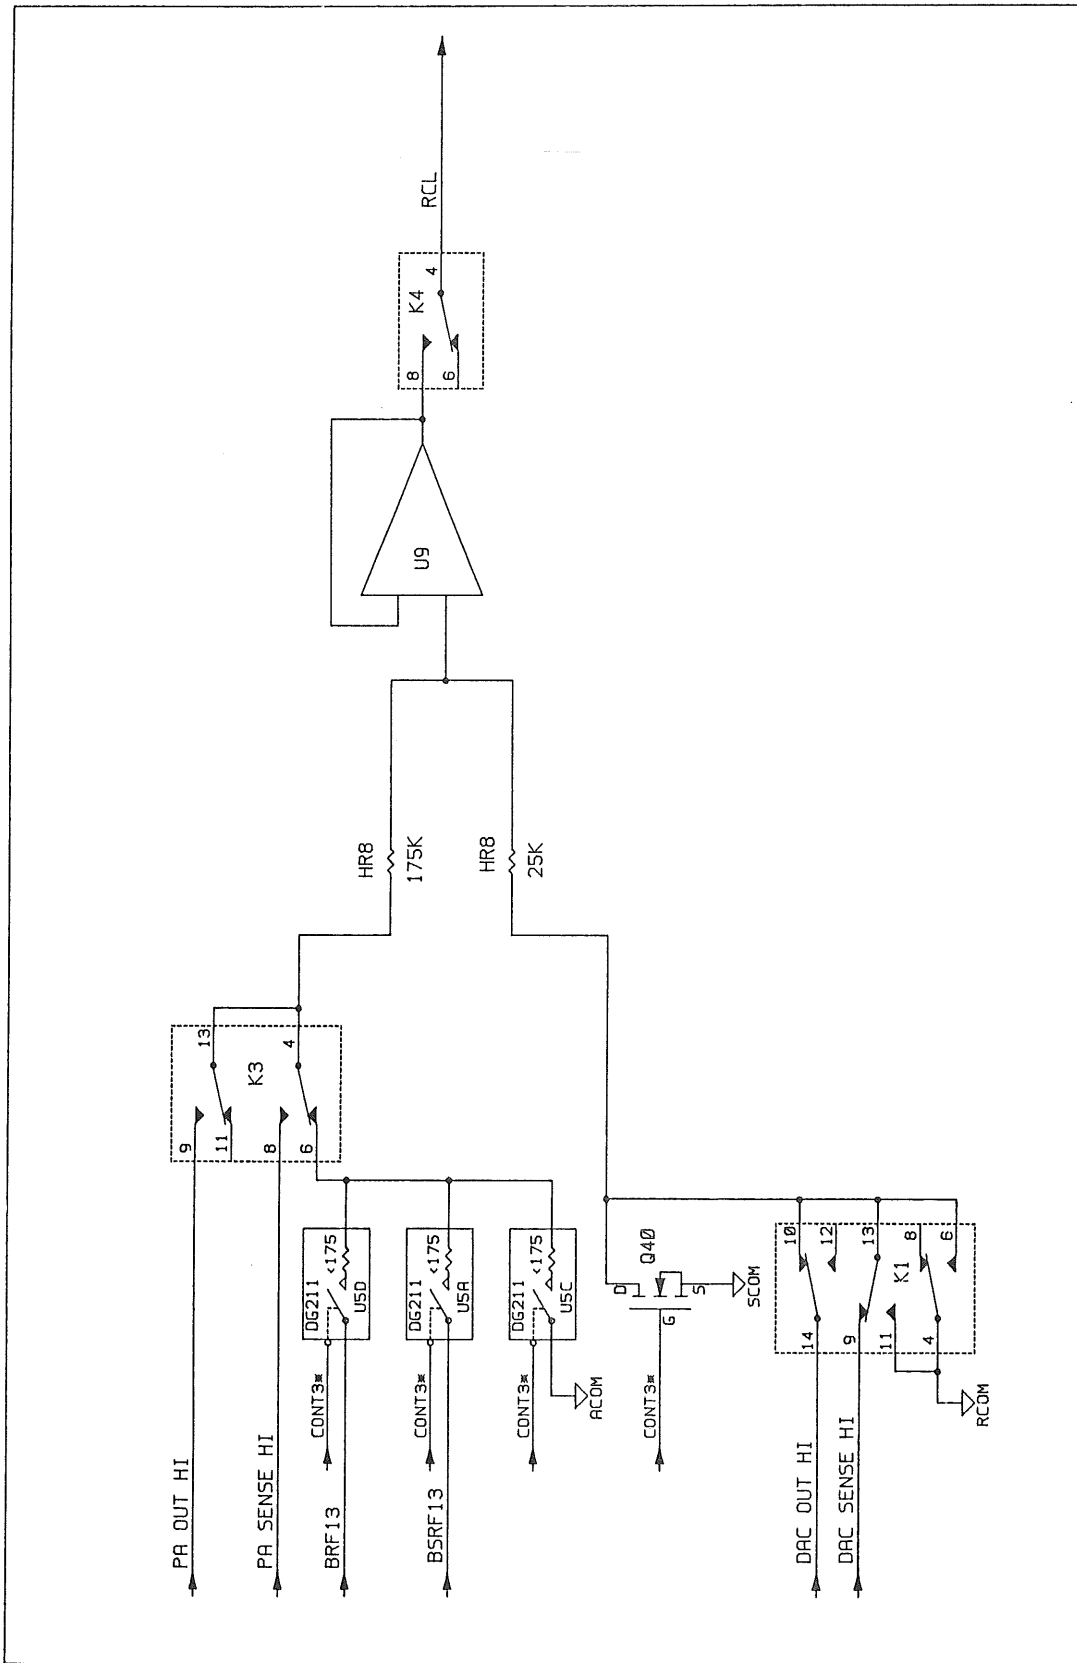 PA OUT HI
PA SENSE HI
BRF13
BSRF13
CONT3*
CONT3*
CONT3*
CONT3*
DAC OUT HI
DAC SENSE HI
9
11
13
K3
8
6
4
DG211
<175
U5D
DG211
<175
U5A
DG211
<175
U5C
ACOM
D
Q40
G
S
SCOM
14
10
12
9
13
11
K1
8
4
6
RCOM
HR8
175K
HR8
25K
U9
8
6
K4
4
RCL